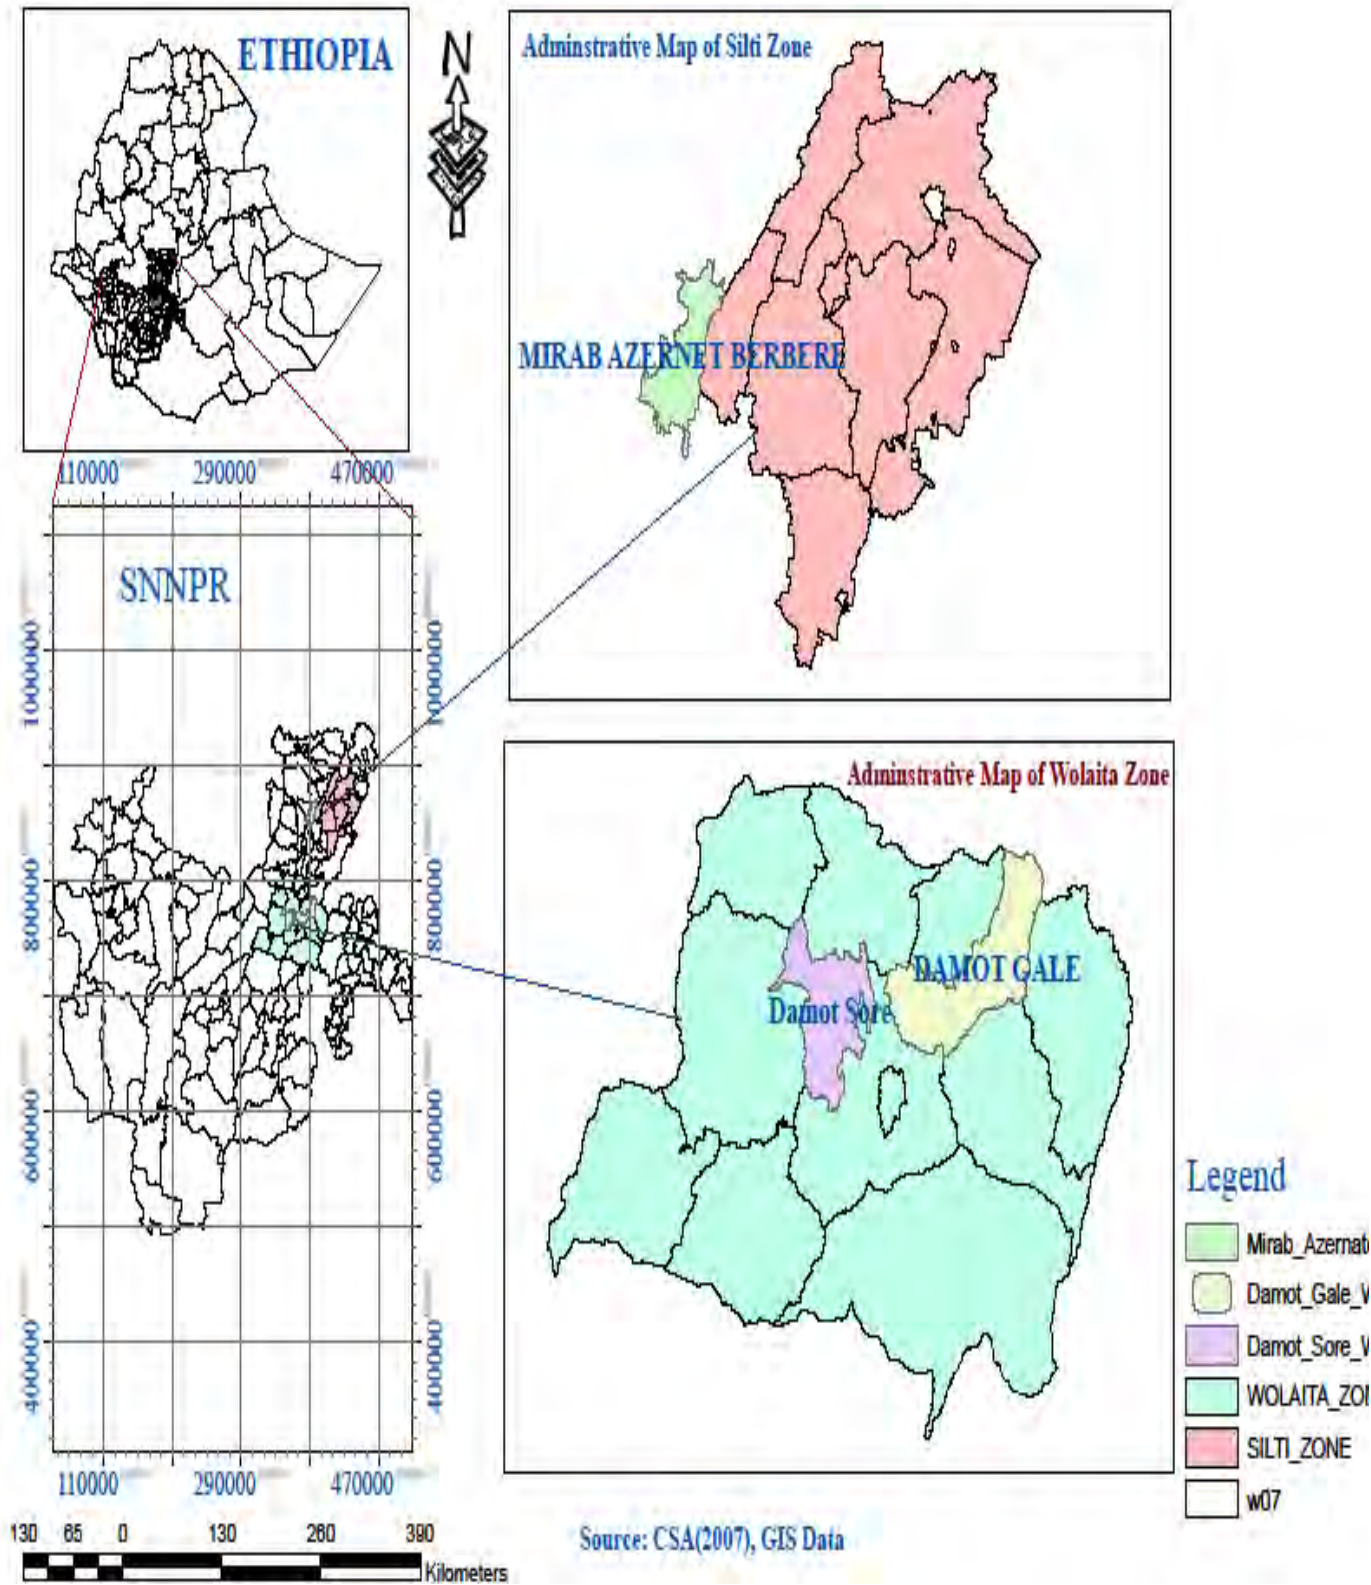 ETHIOPIA
N
110000 290000 470000
SNNPR
1000000 1000000
800000 800000
600000 600000
400000 400000
110000 290000 470000
130 65 0 130 260 390
Kilometers
Adminstrative Map of Silti Zone
MIRAB AZERNET BERBERE
Adminstrative Map of Wolaita Zone
DAMOT GALE
Damot Sore
Legend
Mirab_Azernate
Damot_Gale_W
Damot_Sore_W
WOLAITA_ZON
SILTI_ZONE
w07
Source: CSA(2007), GIS Data